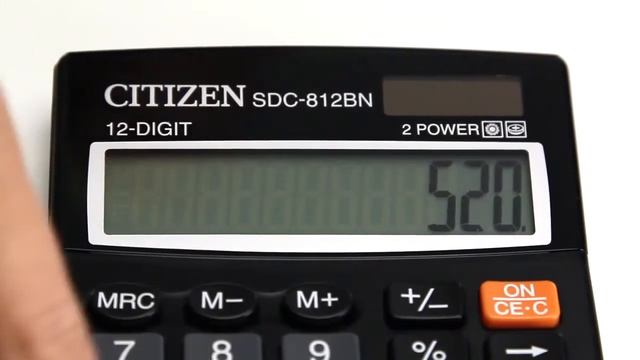 CITIZEN SDC-812BN
12-DIGIT 2 POWER
520.
MRC M− M+ +/− ON/CE·C
7 8 9 % →